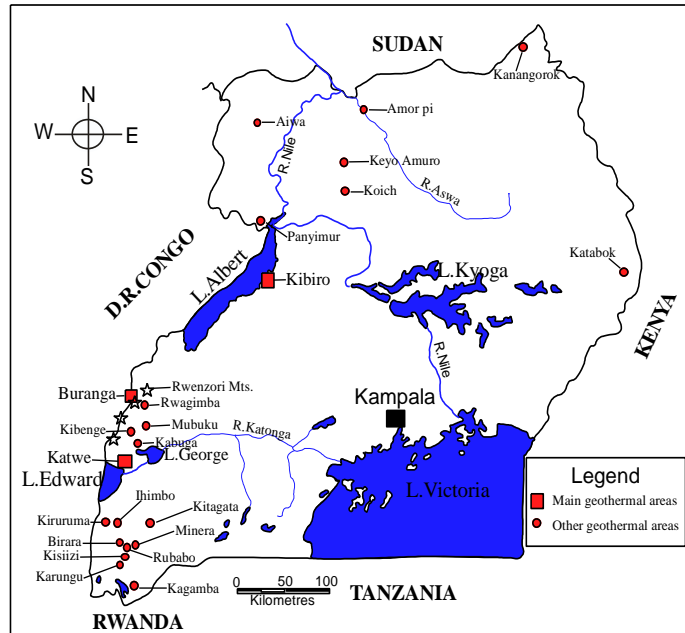 SUDAN
Kanangorok
N
W E
S
Aiwa
Amor pi
R.Nile
Keyo Amuro
Koich
R.Aswa
Panyimur
D.R.CONGO
L.Albert
Kibiro
L.Kyoga
Katabok
KENYA
R.Nile
Rwenzori Mts.
Buranga
Rwagimba
Kampala
Kibenge
Mubuku
Kabuga
R.Katonga
Katwe
L.George
L.Edward
L.Victoria
Legend
Main geothermal areas
Other geothermal areas
Ihimbo
Kiruruma
Kitagata
Birara
Minera
Kisiizi
Rubabo
Karungu
Kagamba
0 50 100
Kilometres
TANZANIA
RWANDA